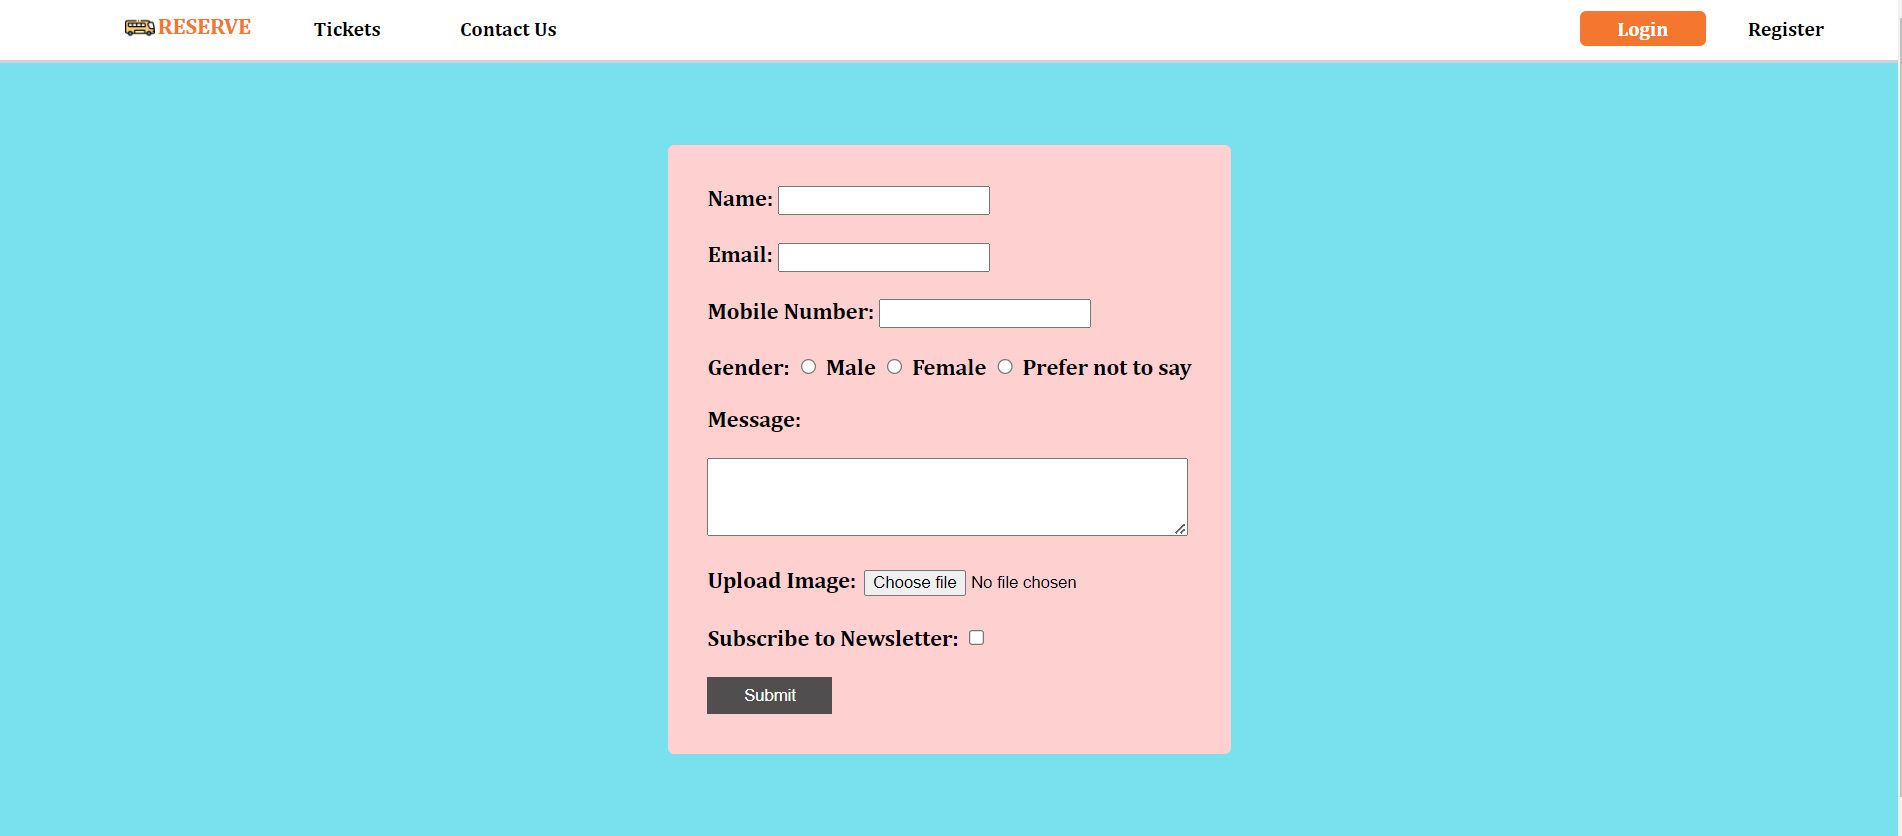 RESERVE Tickets Contact Us Login Register
Name:
Email:
Mobile Number:
Gender: Male Female Prefer not to say
Message:
Upload Image: Choose file No file chosen
Subscribe to Newsletter:
Submit